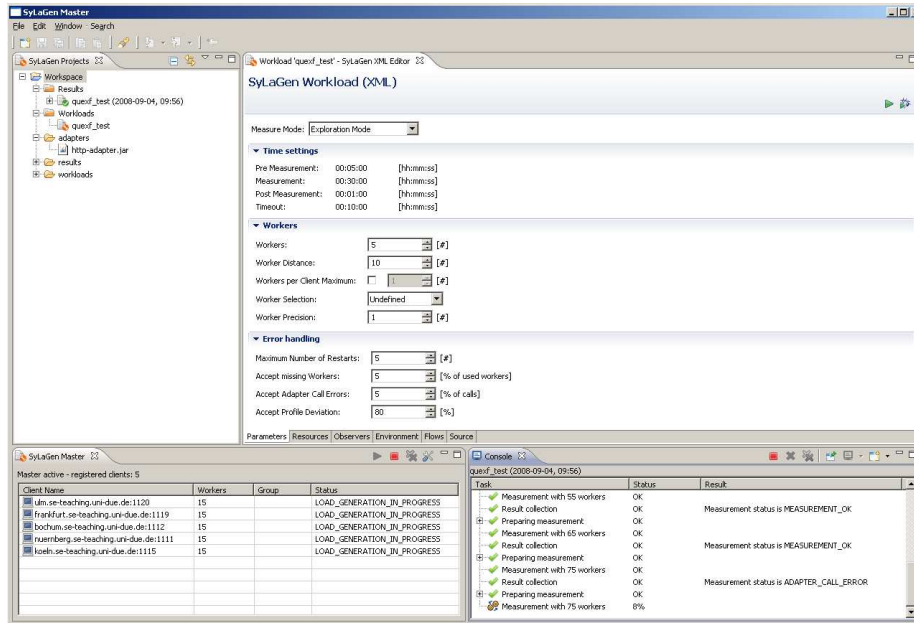 SyLaGen Master
File Edit Window Search
SyLaGen Projects
Workspace
Results
quexf_test (2008-09-04, 09:56)
Workloads
quexf_test
adapters
http-adapter.jar
results
workloads
Workload 'quexf_test' - SyLaGen XML Editor
SyLaGen Workload (XML)
Measure Mode: Exploration Mode
Time settings
Pre Measurement: 00:05:00 [hh:mm:ss]
Measurement: 00:30:00 [hh:mm:ss]
Post Measurement: 00:01:00 [hh:mm:ss]
Timeout: 00:10:00 [hh:mm:ss]
Workers
Workers: 5 [#]
Worker Distance: 10 [#]
Workers per Client Maximum: 1 [#]
Worker Selection: Undefined
Worker Precision: 1 [#]
Error handling
Maximum Number of Restarts: 5 [#]
Accept missing Workers: 5 [% of used workers]
Accept Adapter Call Errors: 5 [% of calls]
Accept Profile Deviation: 80 [%]
Parameters Resources Observers Environment Flows Source
SyLaGen Master
Master active - registered clients: 5
Client Name Workers Group Status
ulm.se-teaching.uni-due.de:1120 15 LOAD_GENERATION_IN_PROGRESS
frankfurt.se-teaching.uni-due.de:1119 15 LOAD_GENERATION_IN_PROGRESS
bochum.se-teaching.uni-due.de:1112 15 LOAD_GENERATION_IN_PROGRESS
nuernberg.se-teaching.uni-due.de:1111 15 LOAD_GENERATION_IN_PROGRESS
koeln.se-teaching.uni-due.de:1115 15 LOAD_GENERATION_IN_PROGRESS
Console
quexf_test (2008-09-04, 09:56)
Task Status Result
Measurement with 55 workers OK
Result collection OK Measurement status is MEASUREMENT_OK
Preparing measurement OK
Measurement with 65 workers OK
Result collection OK Measurement status is MEASUREMENT_OK
Preparing measurement OK
Measurement with 75 workers OK
Result collection OK Measurement status is ADAPTER_CALL_ERROR
Preparing measurement OK
Measurement with 75 workers 8%